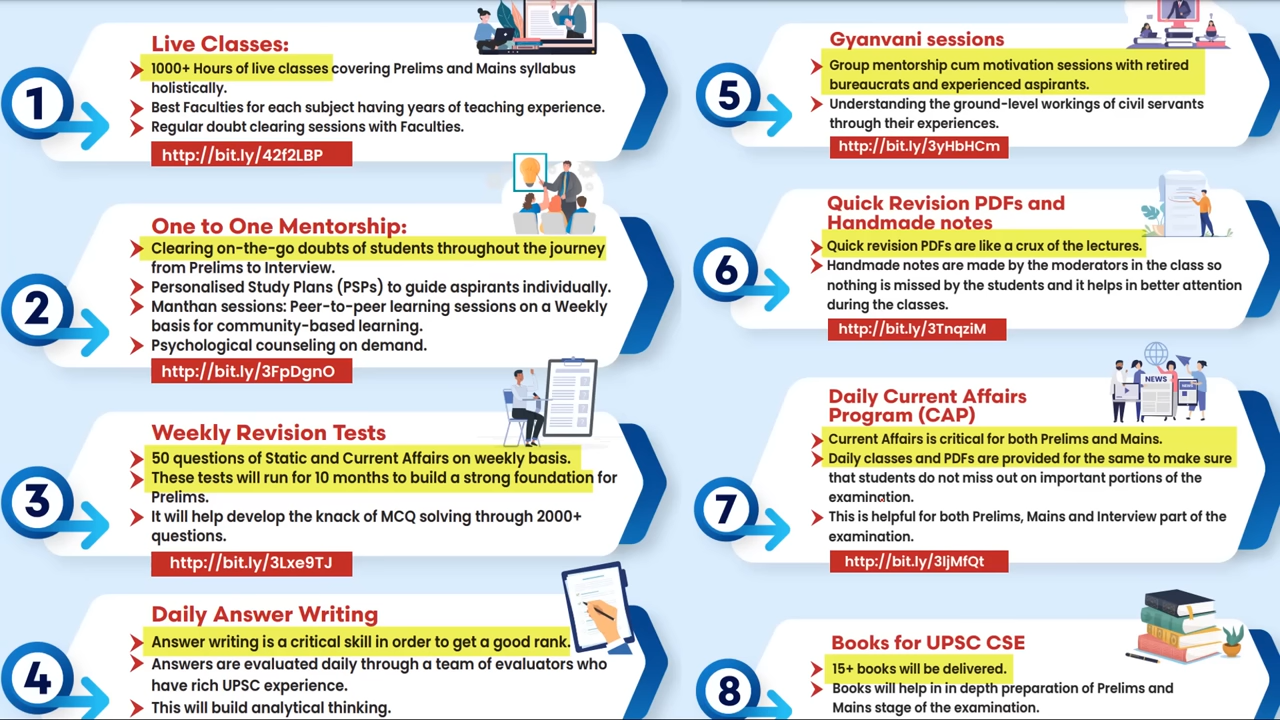 1
Live Classes:
1000+ Hours of live classes covering Prelims and Mains syllabus
holistically.
Best Faculties for each subject having years of teaching experience.
Regular doubt clearing sessions with Faculties.
http://bit.ly/42f2LBP
2
One to One Mentorship:
Clearing on-the-go doubts of students throughout the journey
from Prelims to Interview.
Personalised Study Plans (PSPs) to guide aspirants individually.
Manthan sessions: Peer-to-peer learning sessions on a Weekly
basis for community-based learning.
Psychological counseling on demand.
http://bit.ly/3FpDgnO
3
Weekly Revision Tests
50 questions of Static and Current Affairs on weekly basis.
These tests will run for 10 months to build a strong foundation for
Prelims.
It will help develop the knack of MCQ solving through 2000+
questions.
http://bit.ly/3Lxe9TJ
4
Daily Answer Writing
Answer writing is a critical skill in order to get a good rank.
Answers are evaluated daily through a team of evaluators who
have rich UPSC experience.
This will build analytical thinking.
5
Gyanvani sessions
Group mentorship cum motivation sessions with retired
bureaucrats and experienced aspirants.
Understanding the ground-level workings of civil servants
through their experiences.
http://bit.ly/3yHbHCm
6
Quick Revision PDFs and
Handmade notes
Quick revision PDFs are like a crux of the lectures.
Handmade notes are made by the moderators in the class so
nothing is missed by the students and it helps in better attention
during the classes.
http://bit.ly/3TnqziM
7
NEWS
NEWS
Daily Current Affairs
Program (CAP)
Current Affairs is critical for both Prelims and Mains.
Daily classes and PDFs are provided for the same to make sure
that students do not miss out on important portions of the
examination.
This is helpful for both Prelims, Mains and Interview part of the
examination.
http://bit.ly/3IjMfQt
8
Books for UPSC CSE
15+ books will be delivered.
Books will help in in depth preparation of Prelims and
Mains stage of the examination.